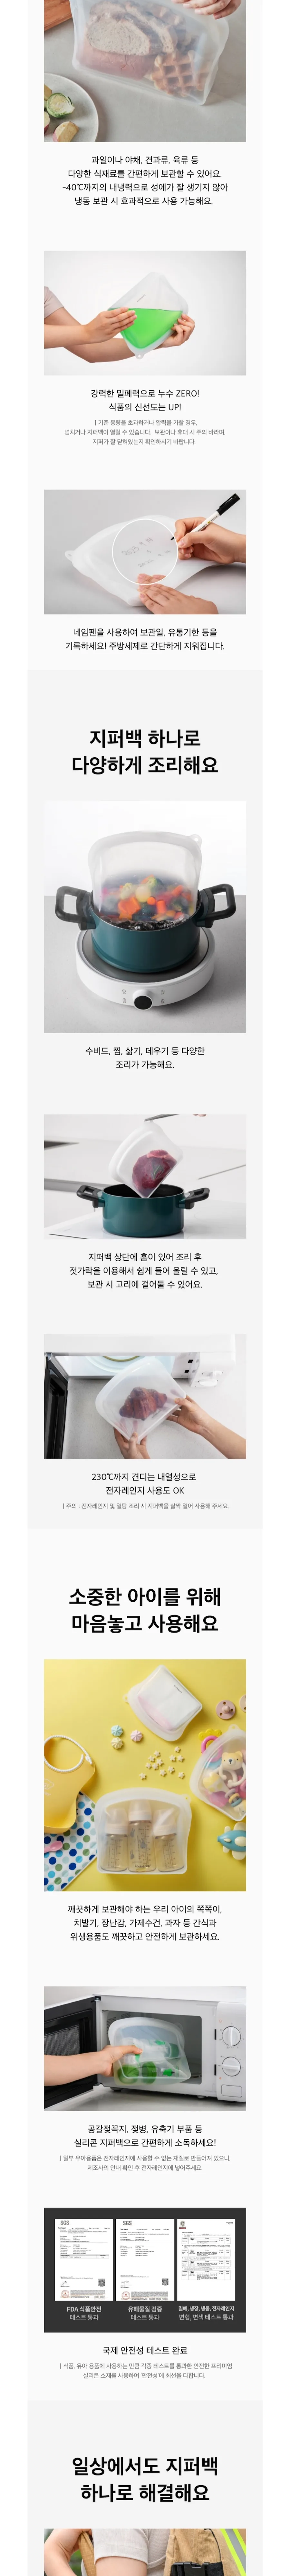 과일이나 야채, 견과류, 육류 등
다양한 식재료를 간편하게 보관할 수 있어요.
-40℃까지의 내냉력으로 성에가 잘 생기지 않아
냉동 보관 시 효과적으로 사용 가능해요.
강력한 밀폐력으로 누수 ZERO!
식품의 신선도는 UP!
| 기존 용량을 초과하거나 압력을 가할 경우,
넘치거나 지퍼백이 열릴 수 있습니다. 보관이나 휴대 시 주의 바라며,
지퍼가 잘 닫혀있는지 확인하시기 바랍니다.
네임펜을 사용하여 보관일, 유통기한 등을
기록하세요! 주방세제로 간단하게 지워집니다.
지퍼백 하나로
다양하게 조리해요
수비드, 찜, 삶기, 데우기 등 다양한
조리가 가능해요.
지퍼백 상단에 홈이 있어 조리 후
젓가락을 이용해서 쉽게 들어 올릴 수 있고,
보관 시 고리에 걸어둘 수 있어요.
230℃까지 견디는 내열성으로
전자레인지 사용도 OK
| 주의 : 전자레인지 및 열탕 조리 시 지퍼백을 살짝 열어 사용해 주세요.
소중한 아이를 위해
마음놓고 사용해요
깨끗하게 보관해야 하는 우리 아이의 쪽쪽이,
치발기, 장난감, 가제수건, 과자 등 간식과
위생용품도 깨끗하고 안전하게 보관하세요.
공갈젖꼭지, 젖병, 유축기 부품 등
실리콘 지퍼백으로 간편하게 소독하세요!
| 일부 유아용품은 전자레인지에 사용할 수 없는 재질로 만들어져 있으니,
제조사의 안내 확인 후 전자레인지에 넣어주세요.
SGS
SGS
FDA 식품안전
테스트 통과
유해물질 검증
테스트 통과
밀폐, 냉장, 냉동, 전자레인지
변형, 변색 테스트 통과
국제 안전성 테스트 완료
| 식품, 유아 용품에 사용하는 만큼 각종 테스트를 통과한 안전한 프리미엄
실리콘 소재를 사용하여 '안전성'에 최선을 다합니다.
일상에서도 지퍼백
하나로 해결해요